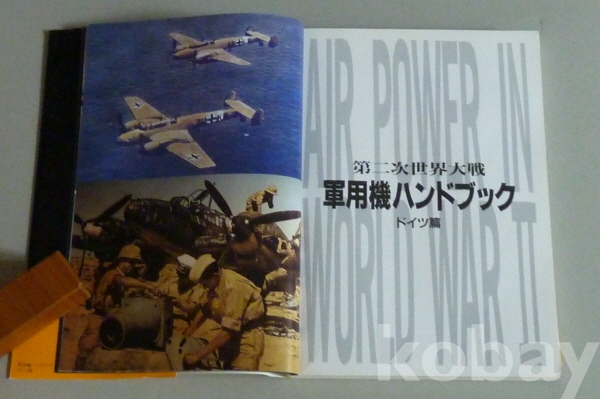 AIR POWER IN
WORLD WAR II
第二次世界大戦
軍用機ハンドブック
ドイツ篇
kobay